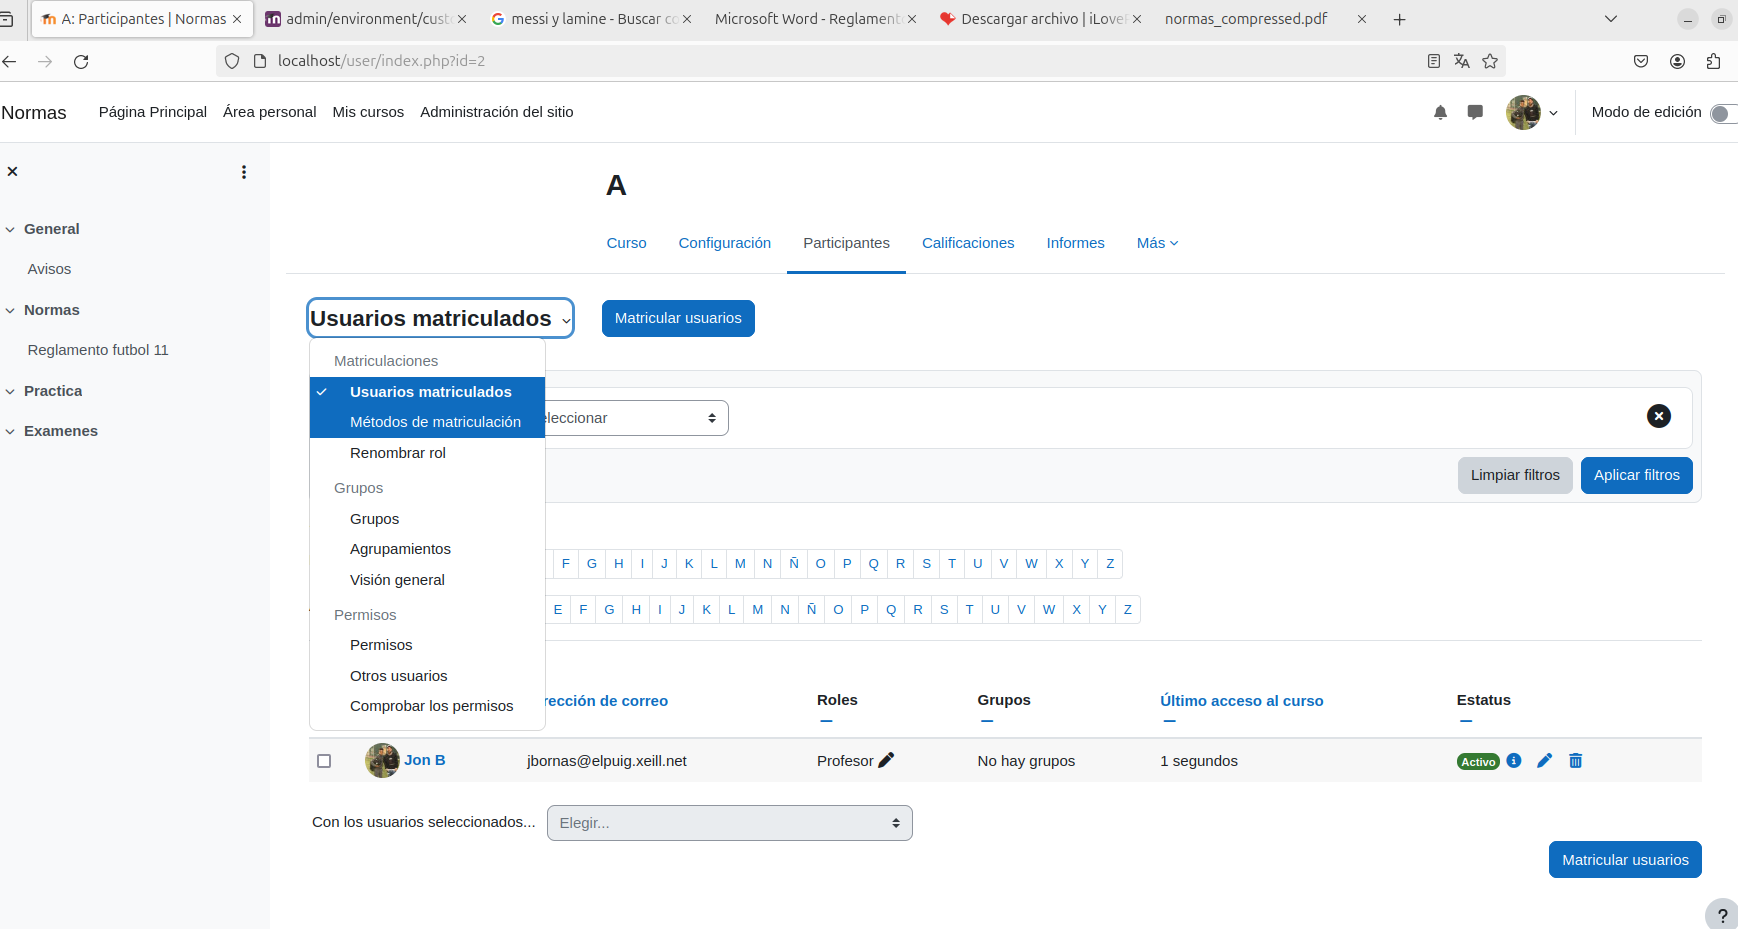 A: Participantes | Normas
admin/environment/cust
messi y lamine - Buscar co
Microsoft Word - Reglament
Descargar archivo | iLove
normas_compressed.pdf
localhost/user/index.php?id=2
Normas
Página Principal
Área personal
Mis cursos
Administración del sitio
Modo de edición
General
Avisos
Normas
Reglamento futbol 11
Practica
Examenes
A
Curso
Configuración
Participantes
Calificaciones
Informes
Más
Usuarios matriculados
Matricular usuarios
Matriculaciones
Usuarios matriculados
Métodos de matriculación
Renombrar rol
Grupos
Grupos
Agrupamientos
Visión general
Permisos
Permisos
Otros usuarios
Comprobar los permisos
eleccionar
Limpiar filtros
Aplicar filtros
F G H I J K L M N Ñ O P Q R S T U V W X Y Z
E F G H I J K L M N Ñ O P Q R S T U V W X Y Z
rección de correo
Roles
Grupos
Último acceso al curso
Estatus
Jon B
jbornas@elpuig.xeill.net
Profesor
No hay grupos
1 segundos
Activo
Con los usuarios seleccionados...
Elegir...
Matricular usuarios
?